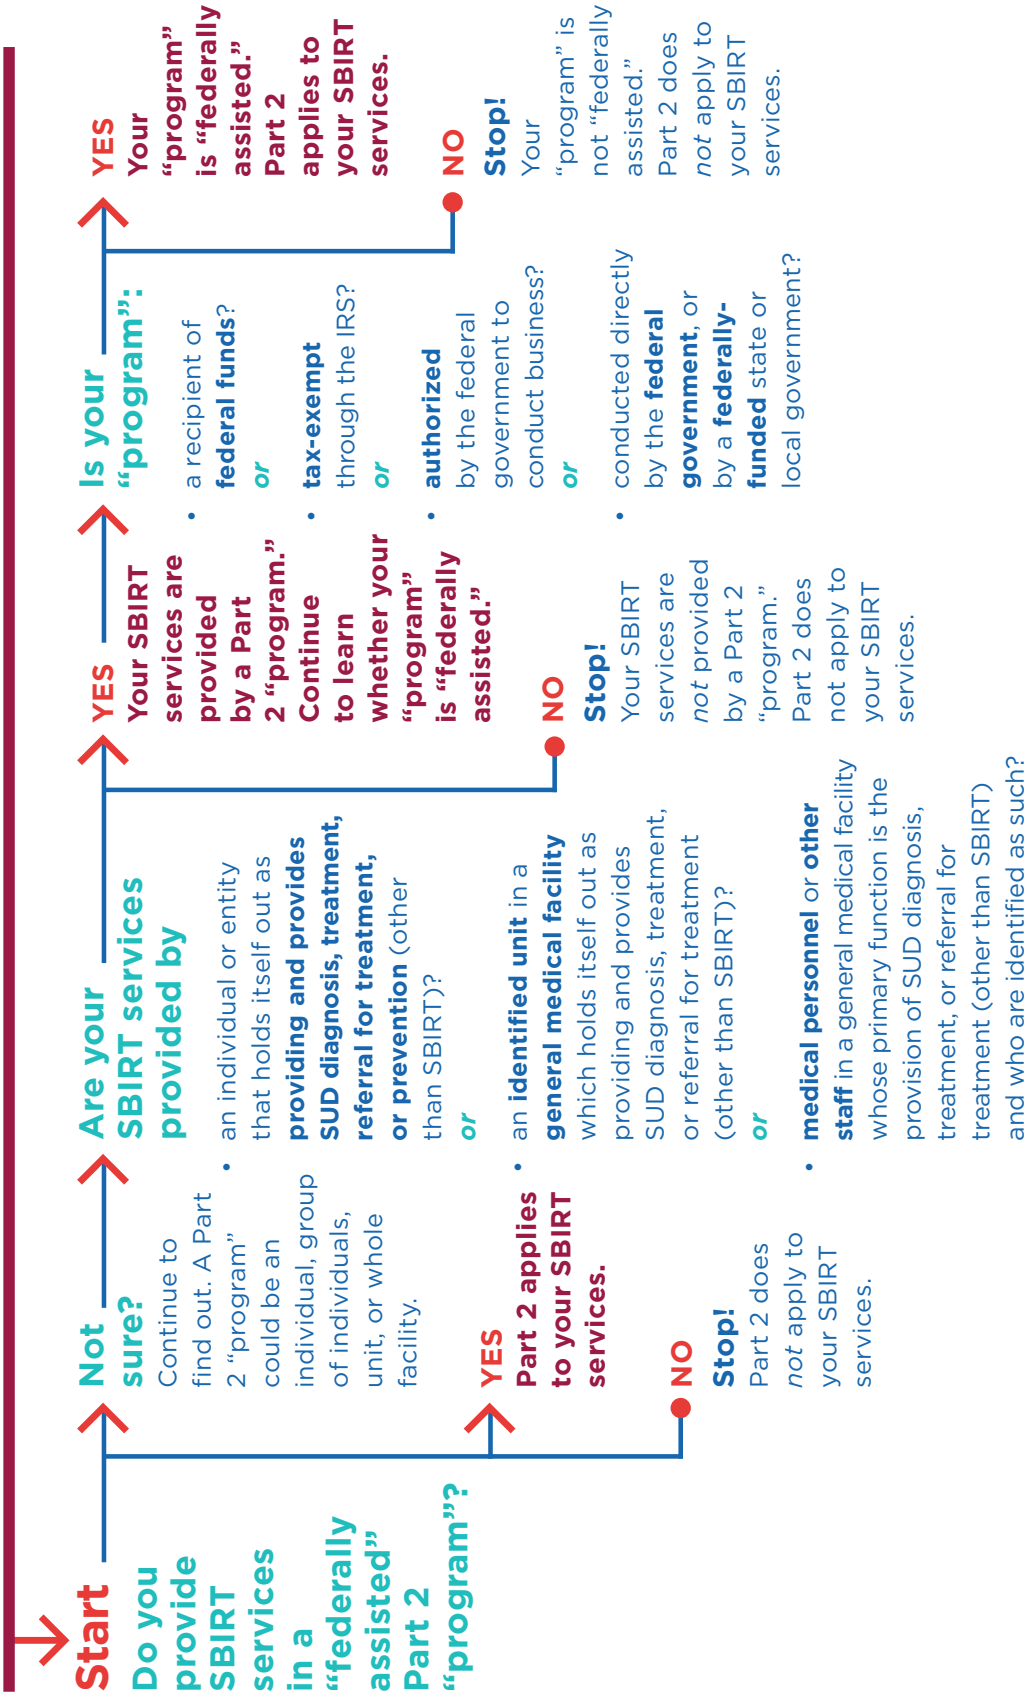 Start
Do you
provide
SBIRT
services
in a
“federally
assisted”
Part 2
“program”?
Not
sure?
Continue to
find out. A Part
2 “program”
could be an
individual, group
of individuals,
unit, or whole
facility.
YES
Part 2 applies
to your SBIRT
services.
NO
Stop!
Part 2 does
not apply to
your SBIRT
services.
Are your
SBIRT services
provided by
• an individual or entity
that holds itself out as
providing and provides
SUD diagnosis, treatment,
referral for treatment,
or prevention (other
than SBIRT)?
or
• an identified unit in a
general medical facility
which holds itself out as
providing and provides
SUD diagnosis, treatment,
or referral for treatment
(other than SBIRT)?
or
• medical personnel or other
staff in a general medical facility
whose primary function is the
provision of SUD diagnosis,
treatment, or referral for
treatment (other than SBIRT)
and who are identified as such?
YES
Your SBIRT
services are
provided
by a Part
2 “program.”
Continue
to learn
whether your
“program”
is “federally
assisted.”
NO
Stop!
Your SBIRT
services are
not provided
by a Part 2
“program.”
Part 2 does
not apply to
your SBIRT
services.
Is your
“program”:
• a recipient of
federal funds?
or
• tax-exempt
through the IRS?
or
• authorized
by the federal
government to
conduct business?
or
• conducted directly
by the federal
government, or
by a federally-
funded state or
local government?
YES
Your
“program”
is “federally
assisted.”
Part 2
applies to
your SBIRT
services.
NO
Stop!
Your
“program” is
not “federally
assisted.”
Part 2 does
not apply to
your SBIRT
services.